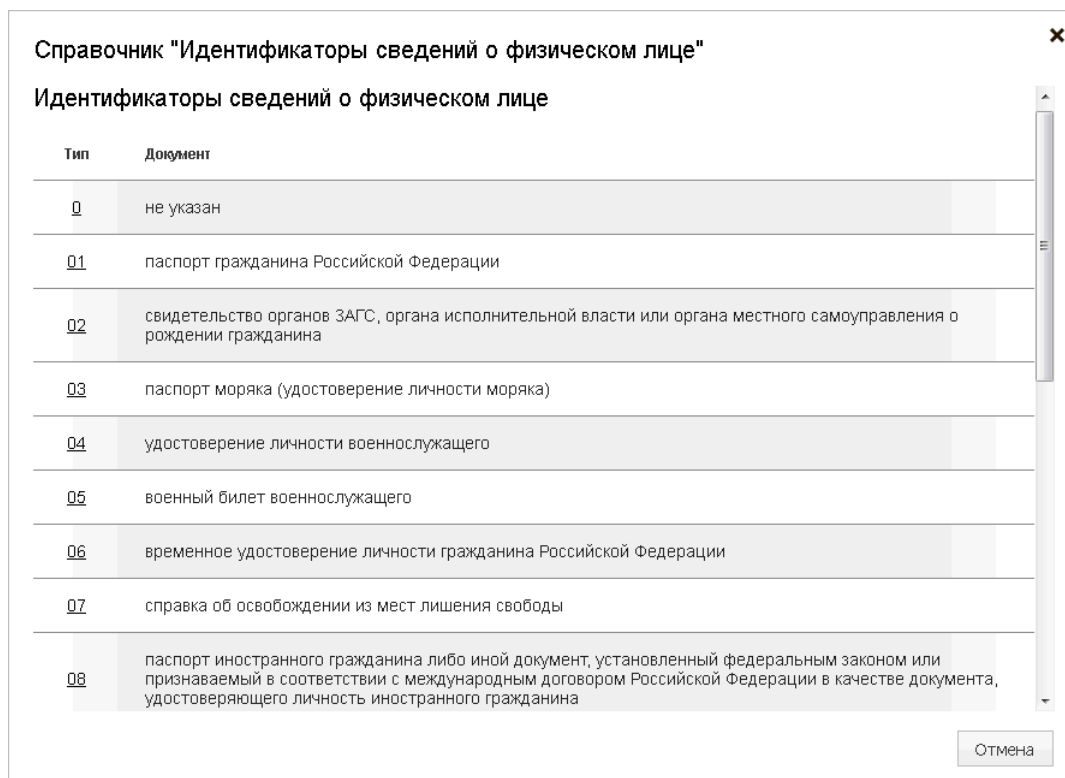 Справочник "Идентификаторы сведений о физическом лице"
Идентификаторы сведений о физическом лице
Тип Документ
0 не указан
01 паспорт гражданина Российской Федерации
02 свидетельство органов ЗАГС, органа исполнительной власти или органа местного самоуправления о
рождении гражданина
03 паспорт моряка (удостоверение личности моряка)
04 удостоверение личности военнослужащего
05 военный билет военнослужащего
06 временное удостоверение личности гражданина Российской Федерации
07 справка об освобождении из мест лишения свободы
08 паспорт иностранного гражданина либо иной документ, установленный федеральным законом или
признаваемый в соответствии с международным договором Российской Федерации в качестве документа,
удостоверяющего личность иностранного гражданина
Отмена